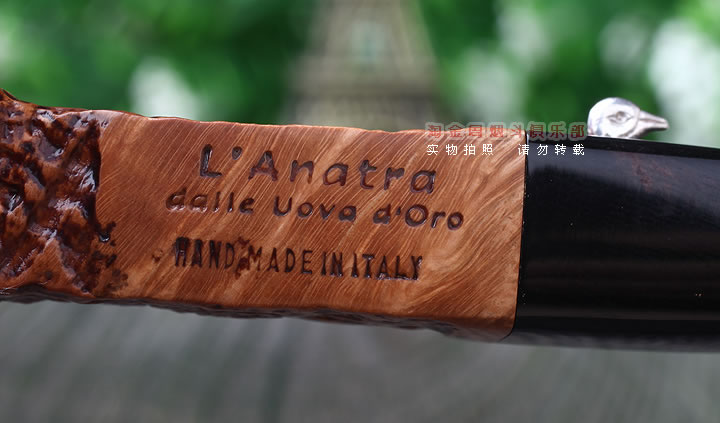 淘金者烟斗俱乐部
实物拍照 请勿转载
L'Anatra
dalle Uova d'Oro
HAND MADE IN ITALY